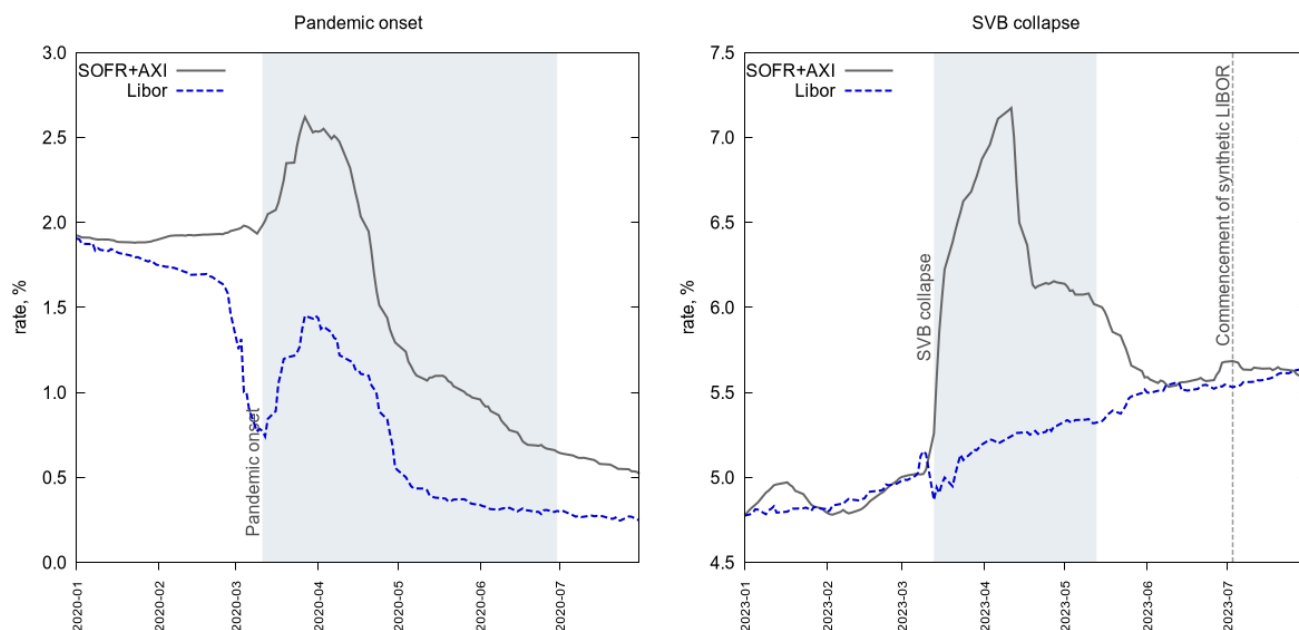 Pandemic onset
3.0
2.5
2.0
1.5
1.0
0.5
0.0
rate, %
SOFR+AXI
Libor
Pandemic onset
2020-01
2020-02
2020-03
2020-04
2020-05
2020-06
2020-07
SVB collapse
7.5
7.0
6.5
6.0
5.5
5.0
4.5
rate, %
SOFR+AXI
Libor
SVB collapse
Commencement of synthetic LIBOR
2023-01
2023-02
2023-03
2023-04
2023-05
2023-06
2023-07